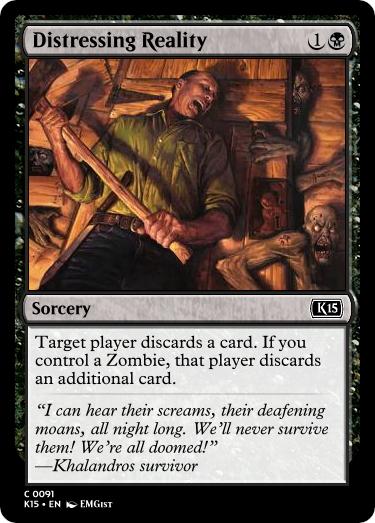 Distressing Reality 1
Sorcery K15
Target player discards a card. If you
control a Zombie, that player discards
an additional card.
“I can hear their screams, their deafening
moans, all night long. We'll never survive
them! We're all doomed!”
—Khalandros survivor
C 0091
K15 • EN EMGist